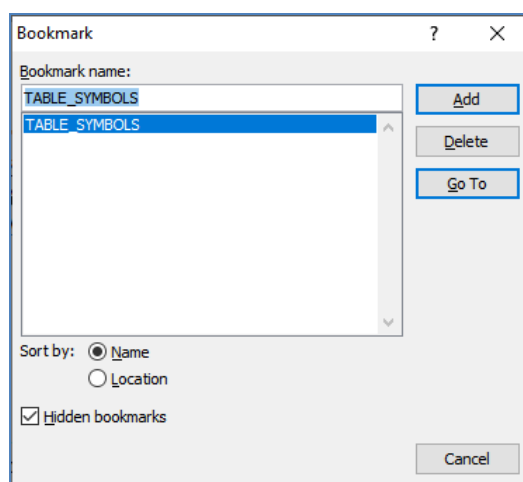 Bookmark ?
Bookmark name:
TABLE_SYMBOLS
TABLE_SYMBOLS
Add
Delete
Go To
Sort by: Name
Location
Hidden bookmarks
Cancel